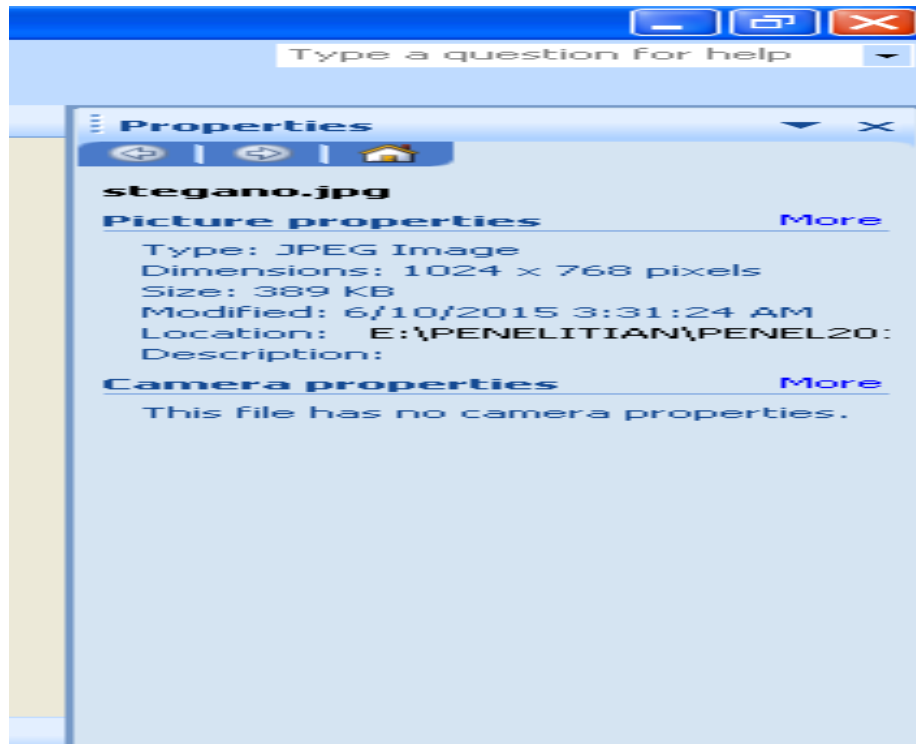 Type a question for help
Properties
stegano.jpg
Picture properties More
Type: JPEG Image
Dimensions: 1024 x 768 pixels
Size: 389 KB
Modified: 6/10/2015 3:31:24 AM
Location: E:\PENELITIAN\PENEL20
Description:
Camera properties More
This file has no camera properties.